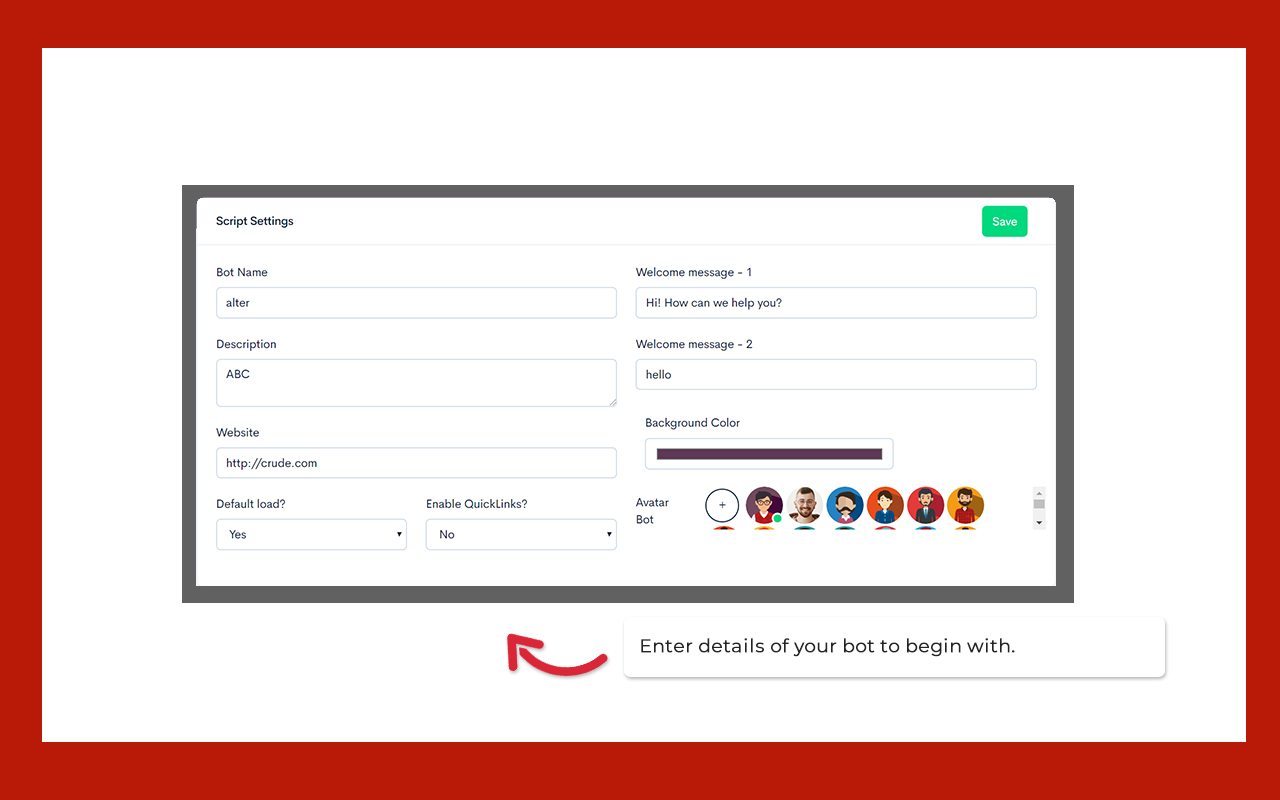 Script Settings
Save
Bot Name
alter
Description
ABC
Website
http://crude.com
Default load?
Enable QuickLinks?
Yes
No
Welcome message - 1
Hi! How can we help you?
Welcome message - 2
hello
Background Color
Avatar
Bot
+
Enter details of your bot to begin with.